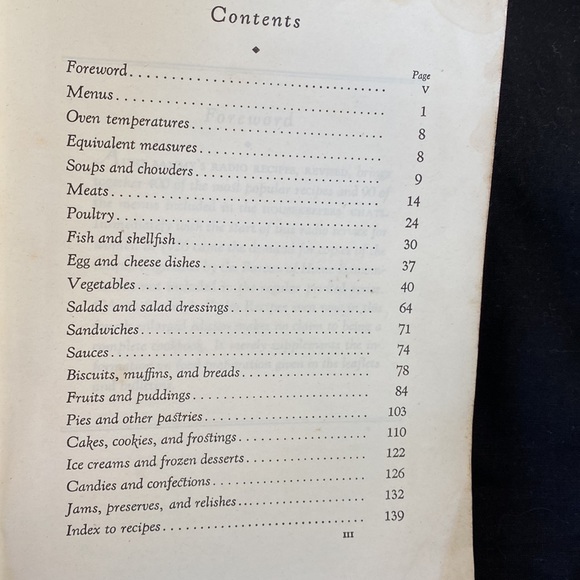 Contents
Page
Foreword V
Menus 1
Oven temperatures 8
Equivalent measures 8
Soups and chowders 9
Meats 14
Poultry 24
Fish and shellfish 30
Egg and cheese dishes 37
Vegetables 40
Salads and salad dressings 64
Sandwiches 71
Sauces 74
Biscuits, muffins, and breads 78
Fruits and puddings 84
Pies and other pastries 103
Cakes, cookies, and frostings 110
Ice creams and frozen desserts 122
Candies and confections 126
Jams, preserves, and relishes 132
Index to recipes 139
III